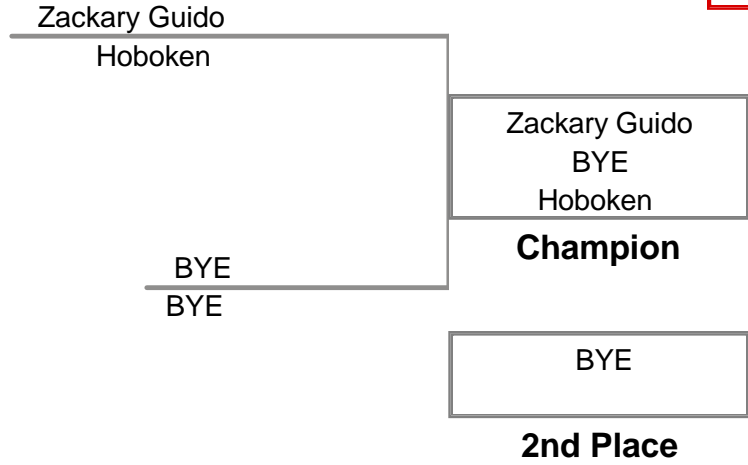 Zackary Guido
Hoboken
Zackary Guido
BYE
Hoboken
Champion
BYE
BYE
BYE
2nd Place